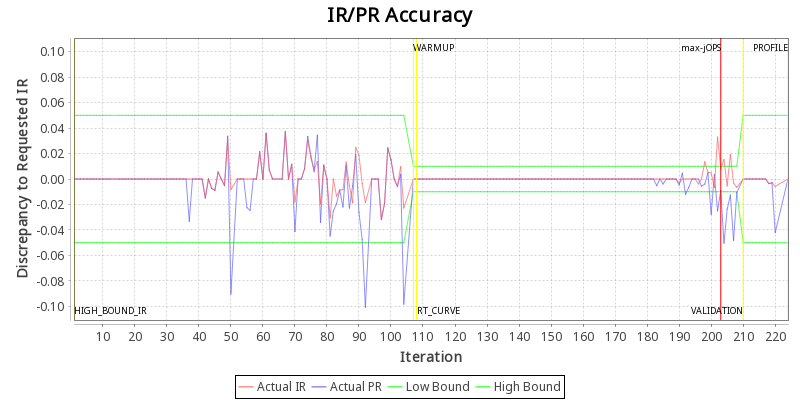 IR/PR Accuracy
Discrepancy to Requested IR
0.10
0.08
0.06
0.04
0.02
0.00
-0.02
-0.04
-0.06
-0.08
-0.10
WARMUP
max-jOPS
PROFILE
HIGH_BOUND_IR
RT_CURVE
VALIDATION
10 20 30 40 50 60 70 80 90 100 110 120 130 140 150 160 170 180 190 200 210 220
Iteration
Actual IR Actual PR Low Bound High Bound